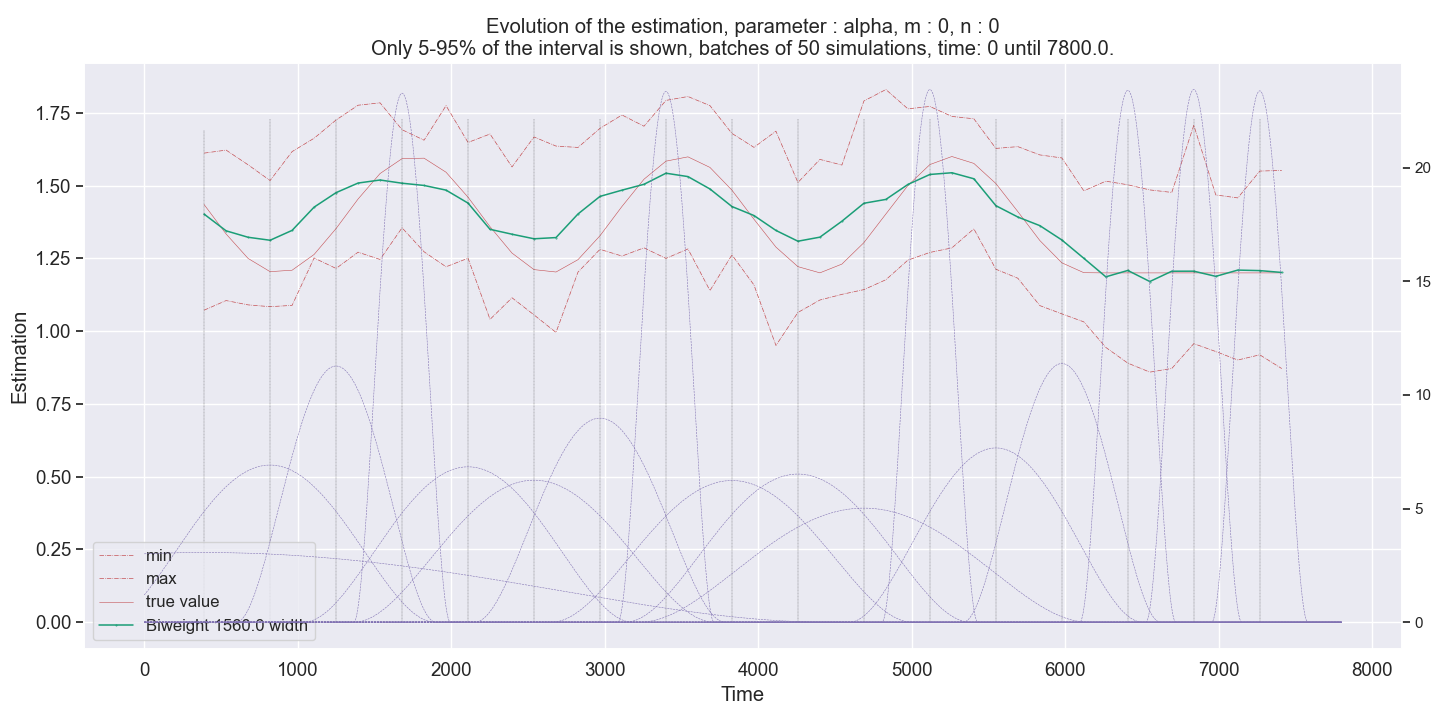 Evolution of the estimation, parameter : alpha, m : 0, n : 0
Only 5-95% of the interval is shown, batches of 50 simulations, time: 0 until 7800.0.
Estimation
1.75
1.50
1.25
1.00
0.75
0.50
0.25
0.00
20
15
10
5
0
min
max
true value
Biweight 1560.0 width
0 1000 2000 3000 4000 5000 6000 7000 8000
Time